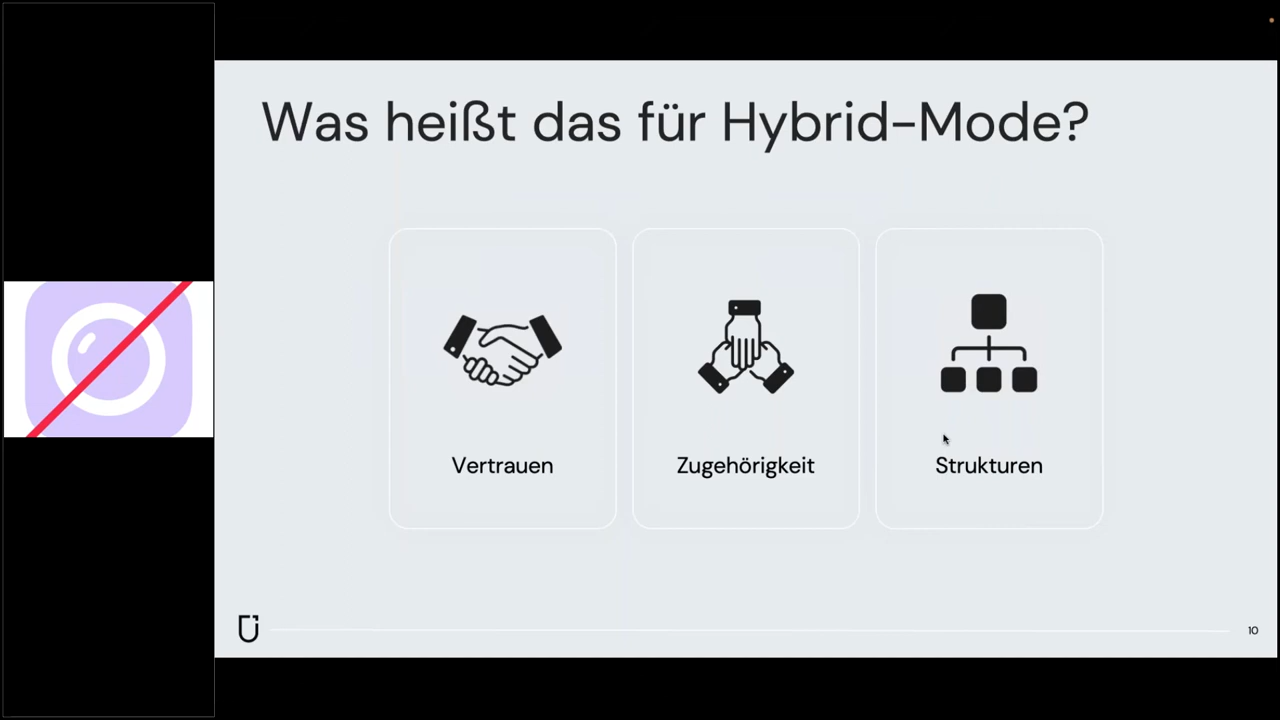 Was heißt das für Hybrid-Mode?
Vertrauen
Zugehörigkeit
Strukturen
10